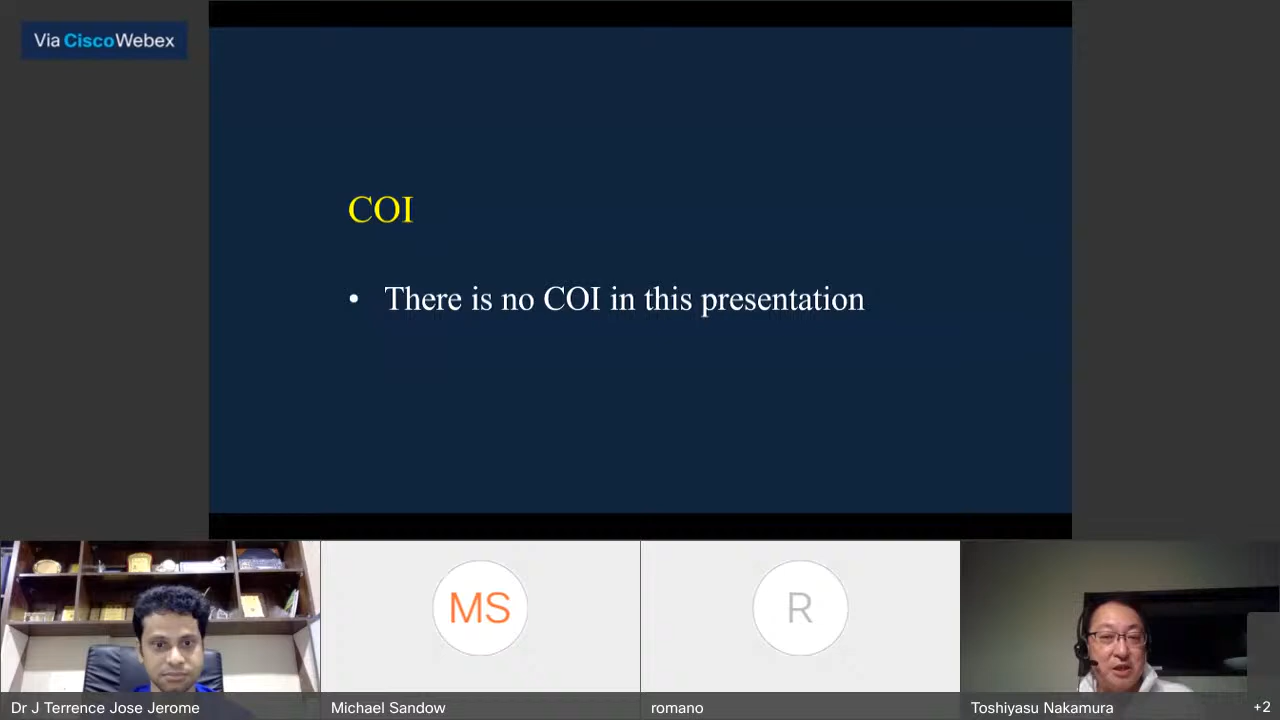 Via CiscoWebex
COI
• There is no COI in this presentation
MS
R
Dr J Terrence Jose Jerome
Michael Sandow
romano
Toshiyasu Nakamura
+2